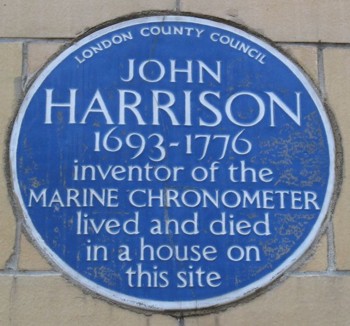 LONDON COUNTY COUNCIL
JOHN
HARRISON
1693-1776
inventor of the
MARINE CHRONOMETER
lived and died
in a house on
this site